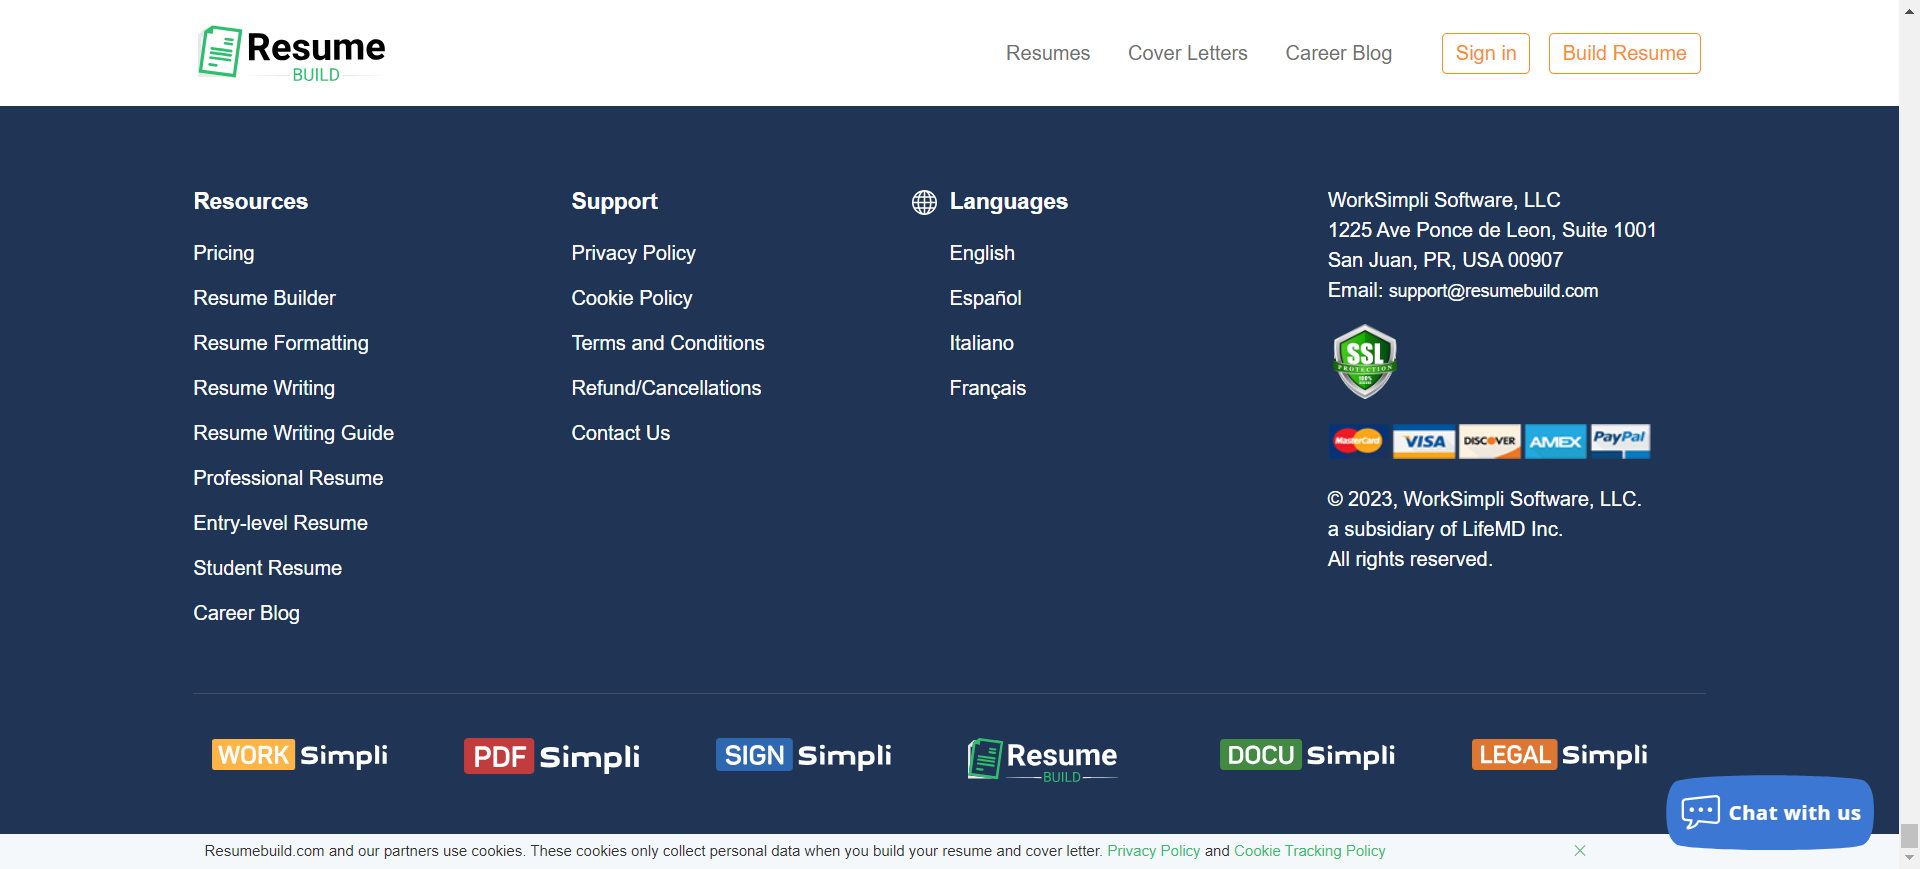 Resume
BUILD
Resumes
Cover Letters
Career Blog
Sign in
Build Resume
Resources
Pricing
Resume Builder
Resume Formatting
Resume Writing
Resume Writing Guide
Professional Resume
Entry-level Resume
Student Resume
Career Blog
Support
Privacy Policy
Cookie Policy
Terms and Conditions
Refund/Cancellations
Contact Us
Languages
English
Español
Italiano
Français
WorkSimpli Software, LLC
1225 Ave Ponce de Leon, Suite 1001
San Juan, PR, USA 00907
Email: support@resumebuild.com
SSL
PROTECTION
100%
MasterCard
VISA
DISCOVER
AMEX
PayPal
© 2023, WorkSimpli Software, LLC.
a subsidiary of LifeMD Inc.
All rights reserved.
WORK Simpli
PDF Simpli
SIGN Simpli
Resume
BUILD
DOCU Simpli
LEGAL Simpli
Chat with us
Resumebuild.com and our partners use cookies. These cookies only collect personal data when you build your resume and cover letter. Privacy Policy and Cookie Tracking Policy